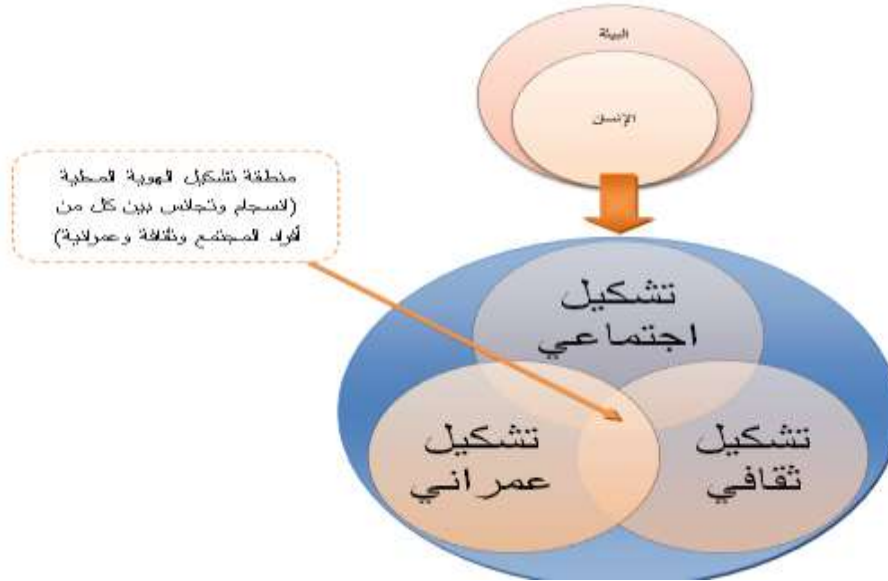 البيئة
الإنسان
منطقة تشكيل الهوية المحلية
(انسجام وتجانس بين كل من
أفراد المجتمع وثقافة وعمرانية)
تشكيل
اجتماعي
تشكيل
ثقافي
تشكيل
عمراني